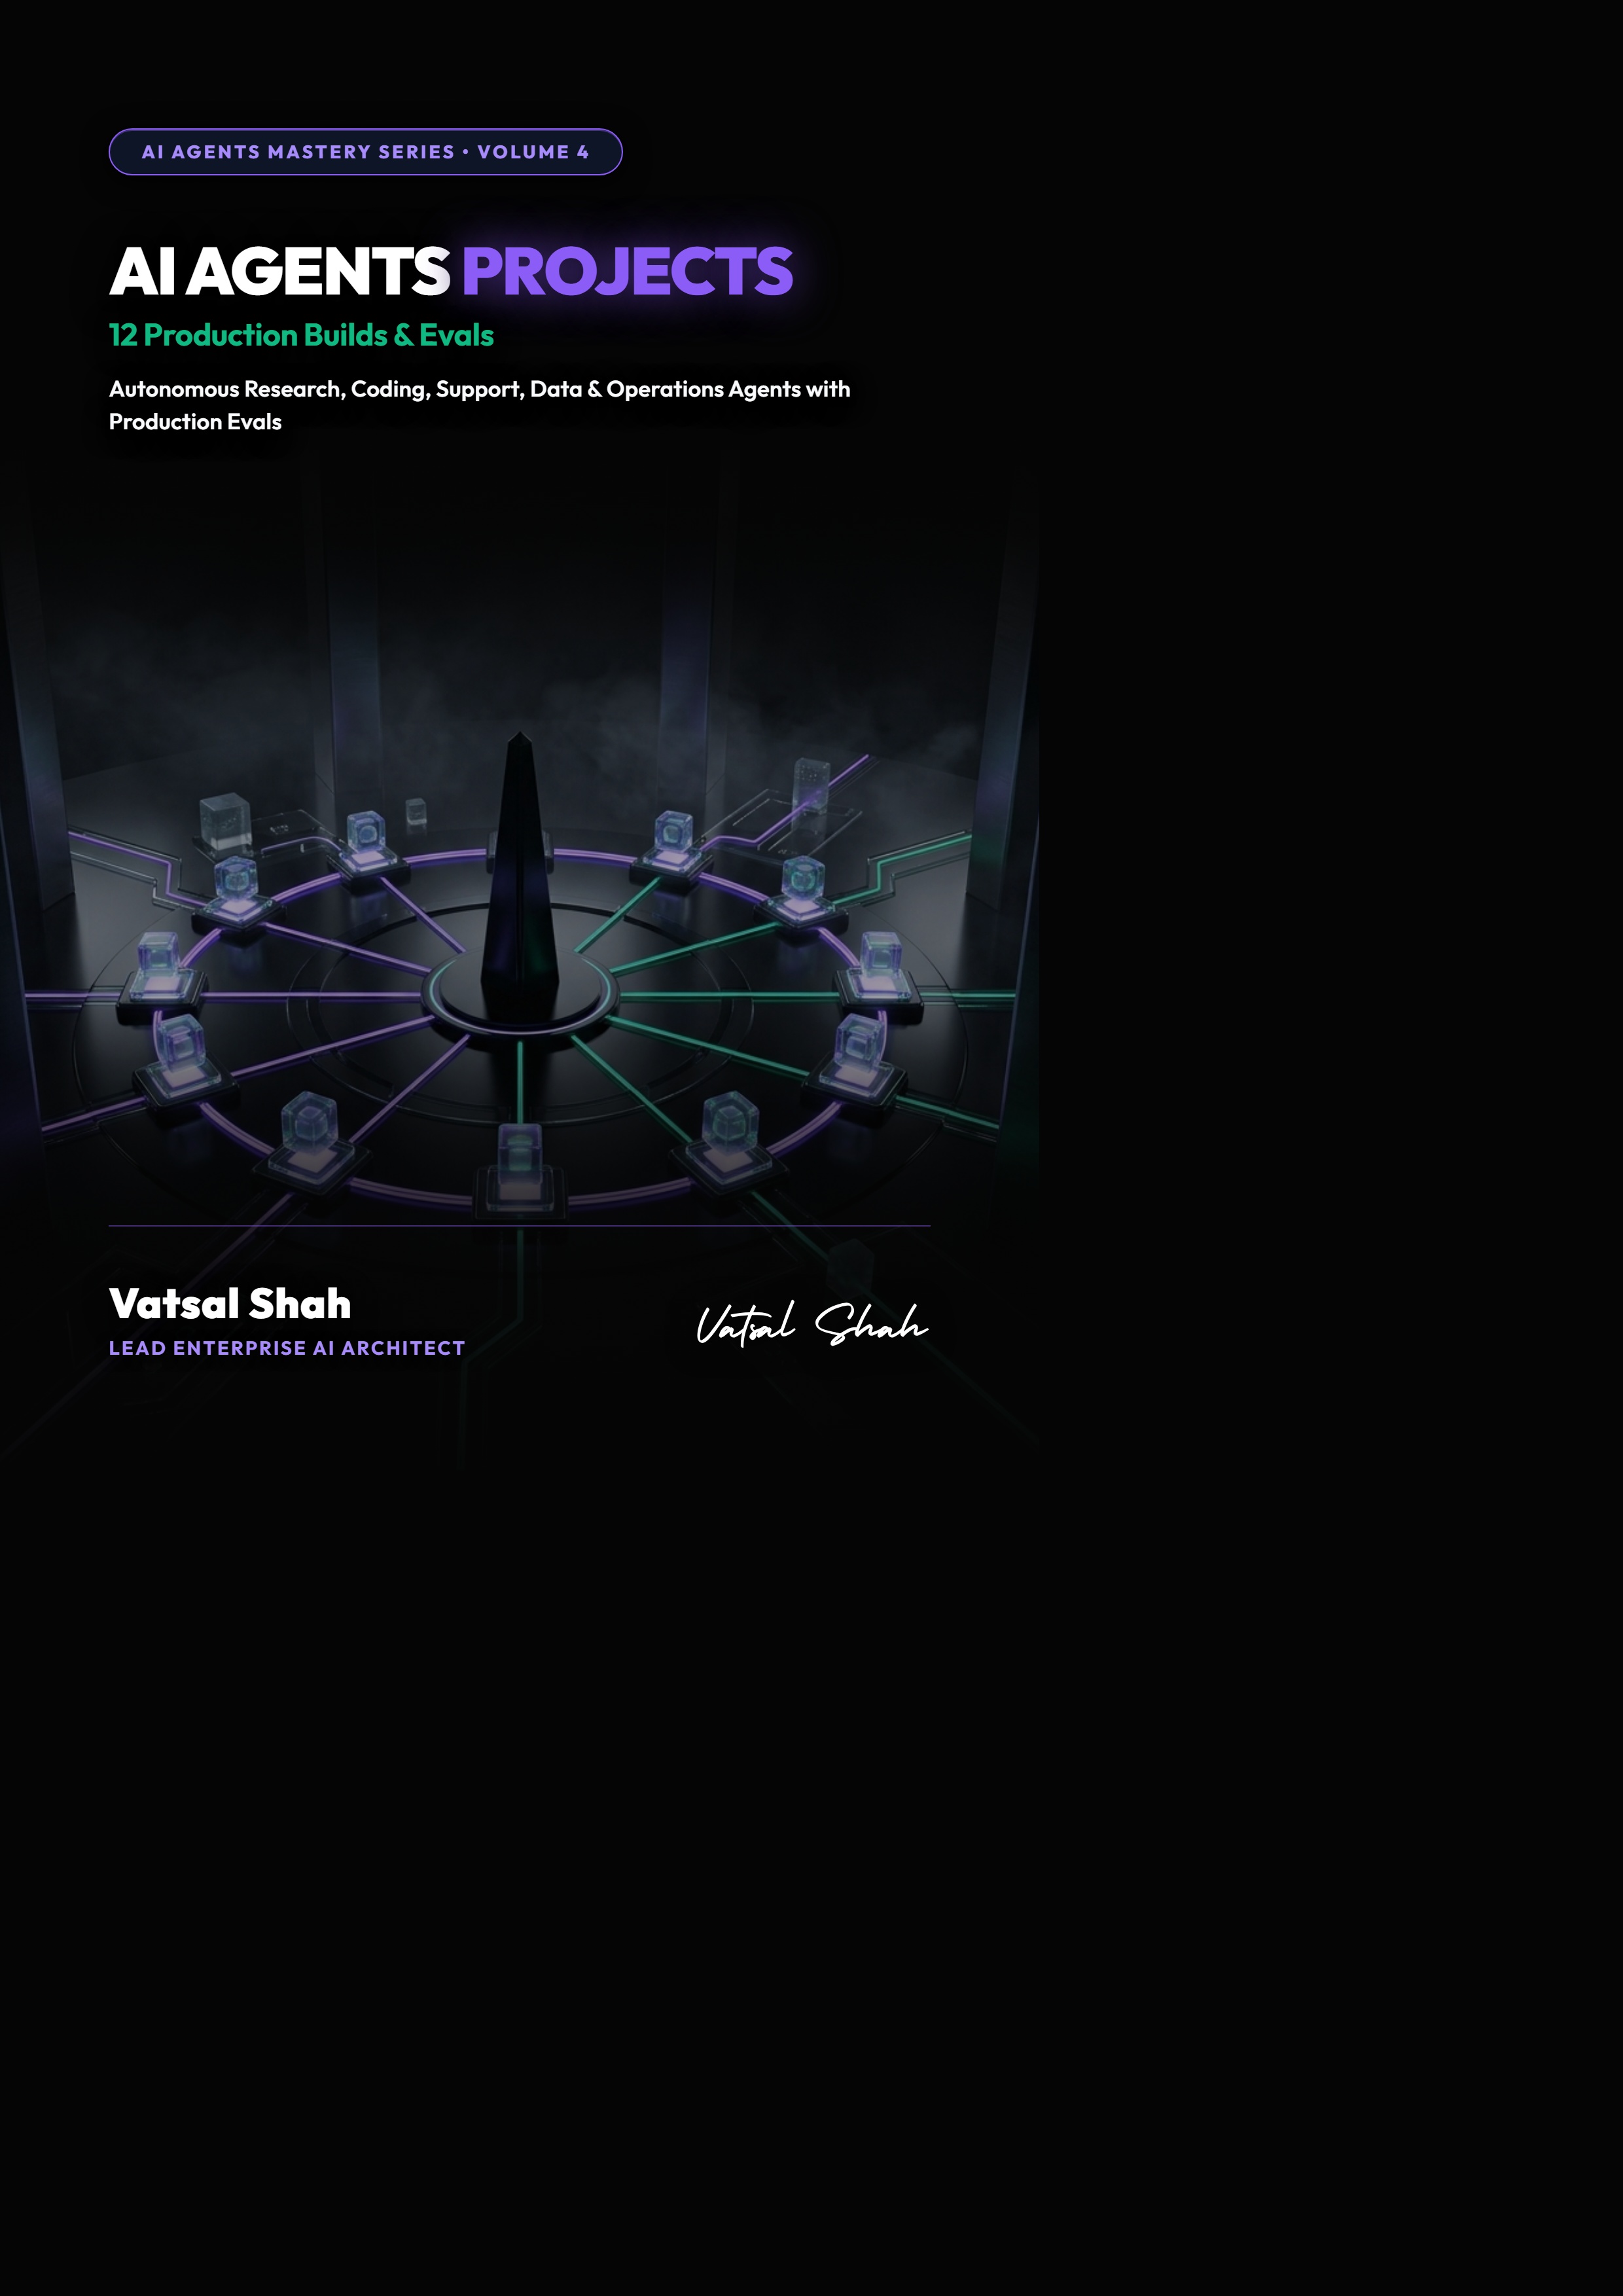 AI AGENTS MASTERY SERIES • VOLUME 4
AI AGENTS PROJECTS
12 Production Builds & Evals
Autonomous Research, Coding, Support, Data & Operations Agents with
Production Evals
Vatsal Shah
LEAD ENTERPRISE AI ARCHITECT
Vatsal Shah